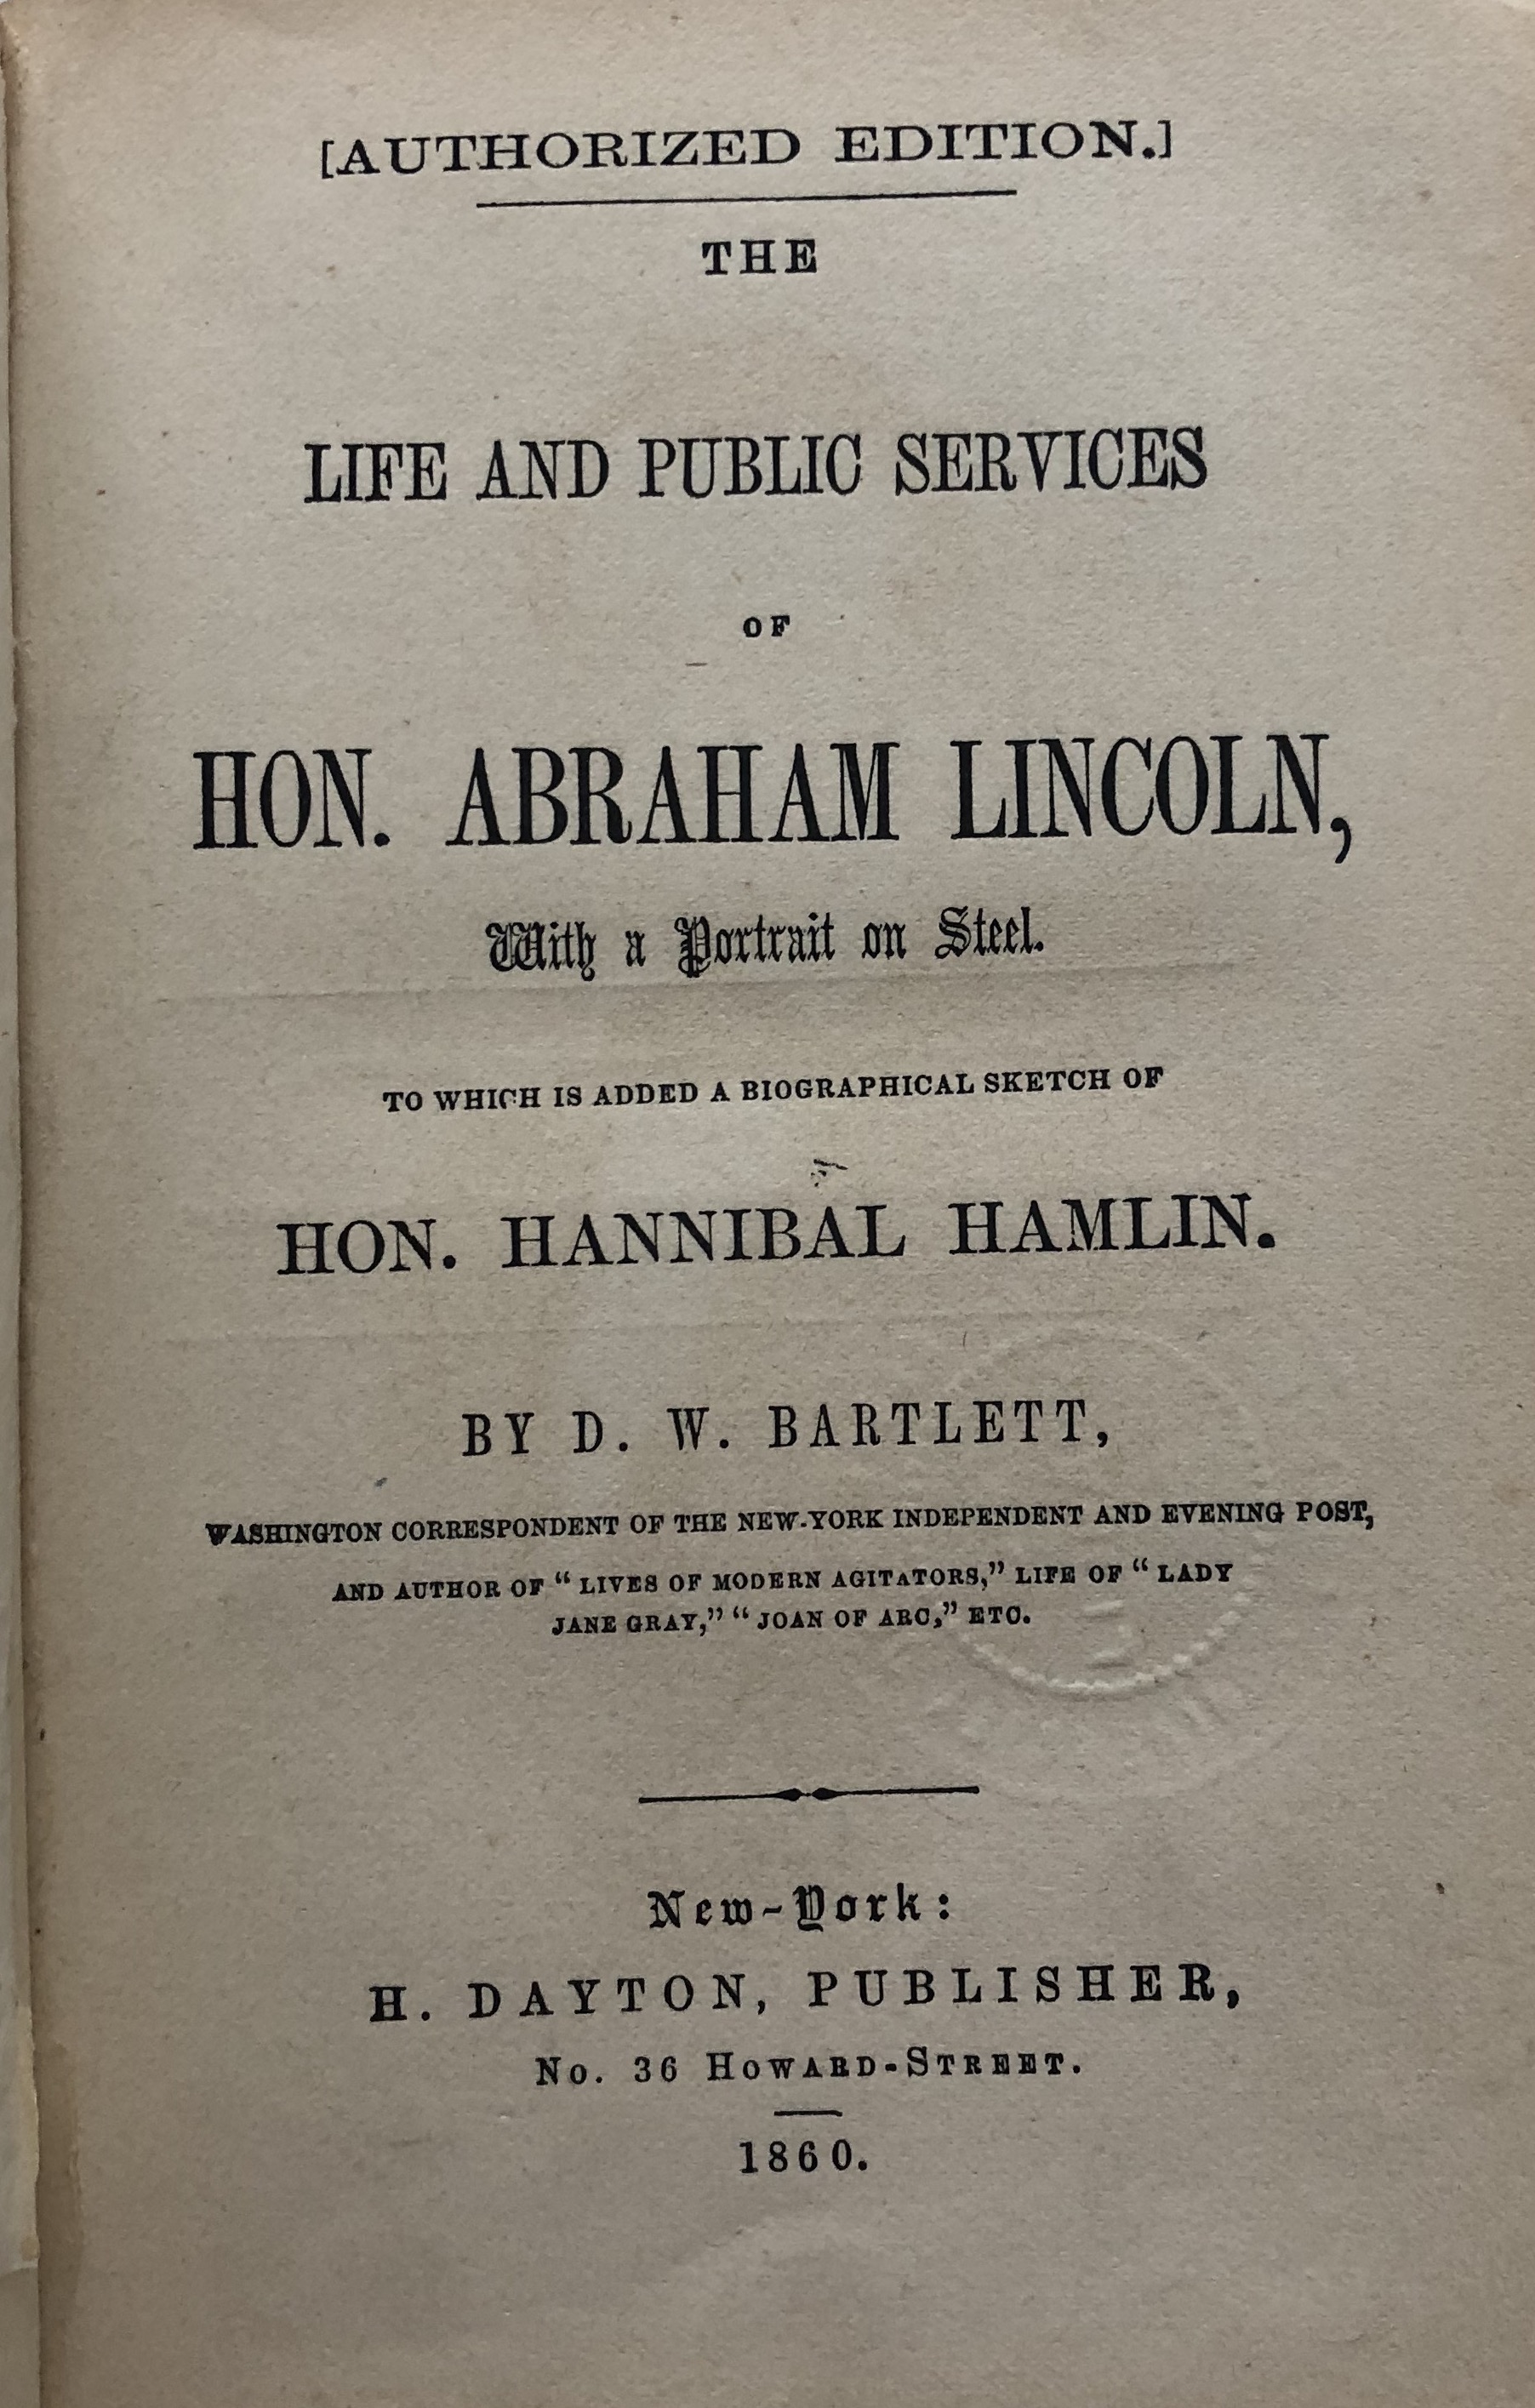 [AUTHORIZED EDITION.]
THE
LIFE AND PUBLIC SERVICES
OF
HON. ABRAHAM LINCOLN,
With a Portrait on Steel.
TO WHICH IS ADDED A BIOGRAPHICAL SKETCH OF
HON. HANNIBAL HAMLIN.
BY D. W. BARTLETT,
WASHINGTON CORRESPONDENT OF THE NEW-YORK INDEPENDENT AND EVENING POST,
AND AUTHOR OF “ LIVES OF MODERN AGITATORS,” LIFE OF “ LADY
JANE GRAY,” “ JOAN OF ARC,” ETC.
New-York:
H. DAYTON, PUBLISHER,
No. 36 HOWARD-STREET.
1860.